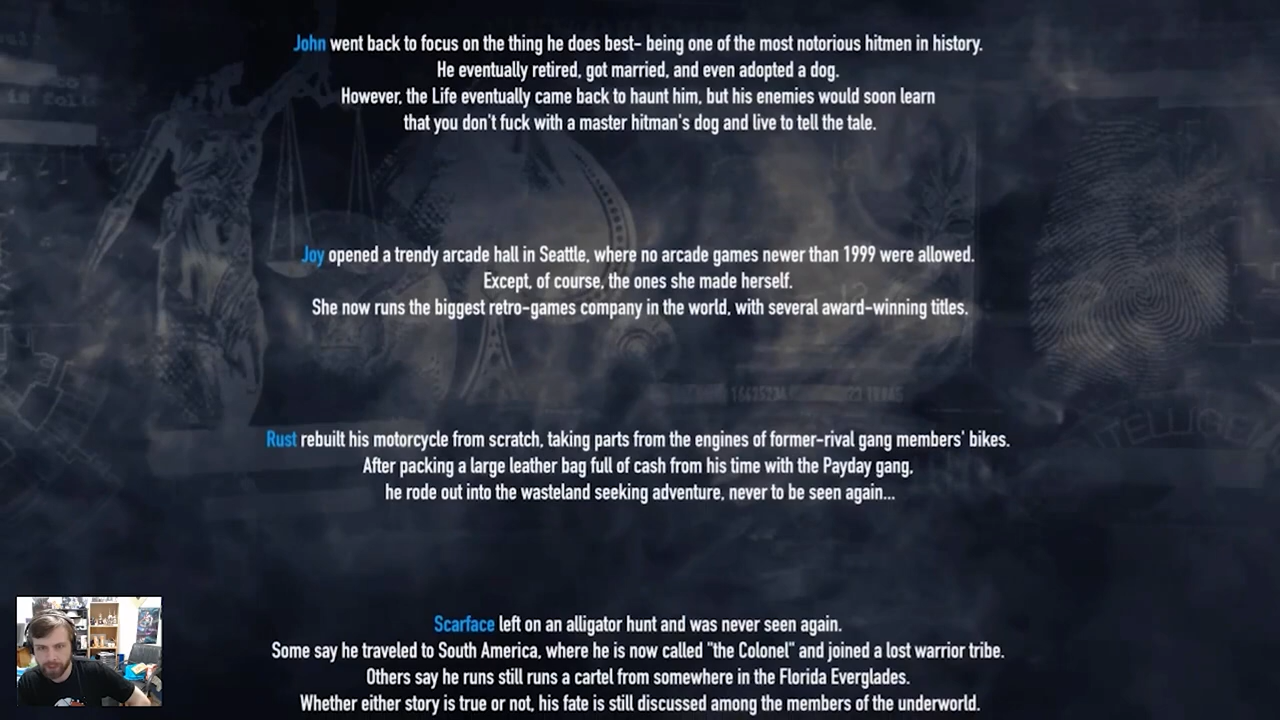 John went back to focus on the thing he does best- being one of the most notorious hitmen in history.
He eventually retired, got married, and even adopted a dog.
However, the Life eventually came back to haunt him, but his enemies would soon learn
that you don't fuck with a master hitman's dog and live to tell the tale.
Joy opened a trendy arcade hall in Seattle, where no arcade games newer than 1999 were allowed.
Except, of course, the ones she made herself.
She now runs the biggest retro-games company in the world, with several award-winning titles.
Rust rebuilt his motorcycle from scratch, taking parts from the engines of former-rival gang members' bikes.
After packing a large leather bag full of cash from his time with the Payday gang,
he rode out into the wasteland seeking adventure, never to be seen again...
Scarface left on an alligator hunt and was never seen again.
Some say he traveled to South America, where he is now called "the Colonel" and joined a lost warrior tribe.
Others say he runs still runs a cartel from somewhere in the Florida Everglades.
Whether either story is true or not, his fate is still discussed among the members of the underworld.